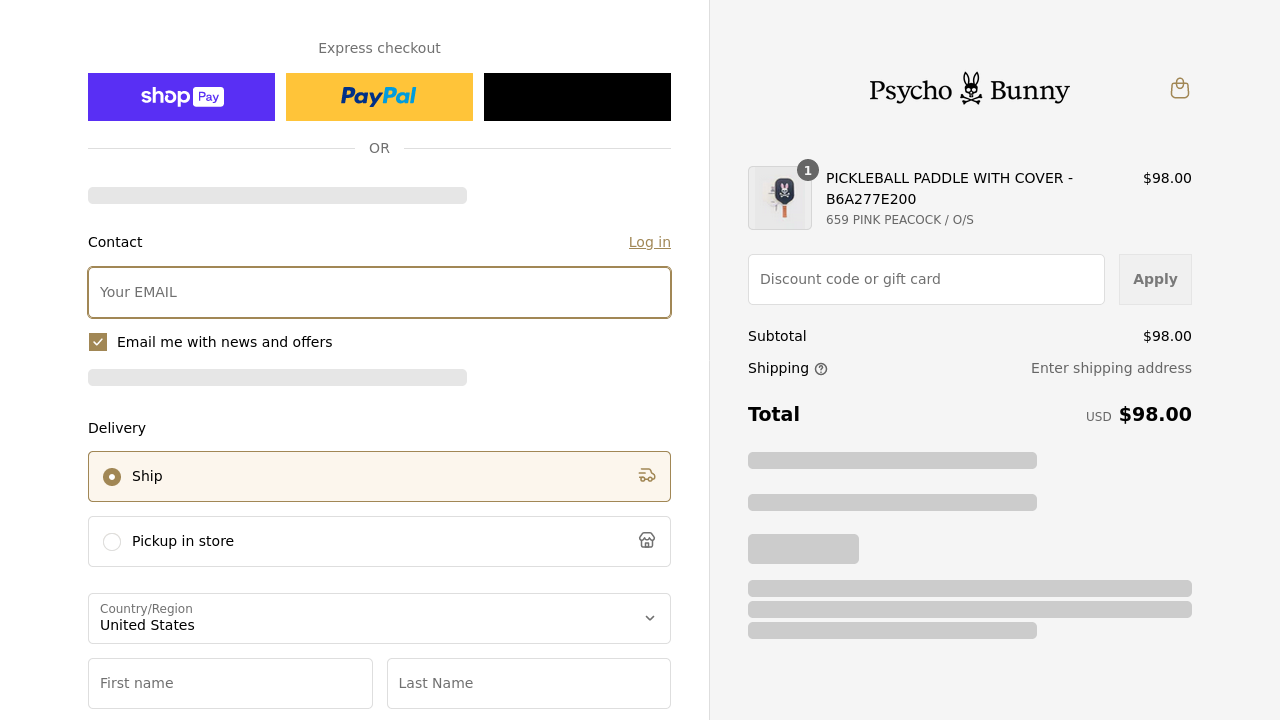 Express checkout
shop Pay
PayPal
OR
Contact
Log in
Your EMAIL
Email me with news and offers
Delivery
Ship
Pickup in store
Country/Region
United States
First name
Last Name
Psycho Bunny
1
PICKLEBALL PADDLE WITH COVER - B6A277E200
659 PINK PEACOCK / O/S
$98.00
Discount code or gift card
Apply
Subtotal
$98.00
Shipping
Enter shipping address
Total
USD $98.00